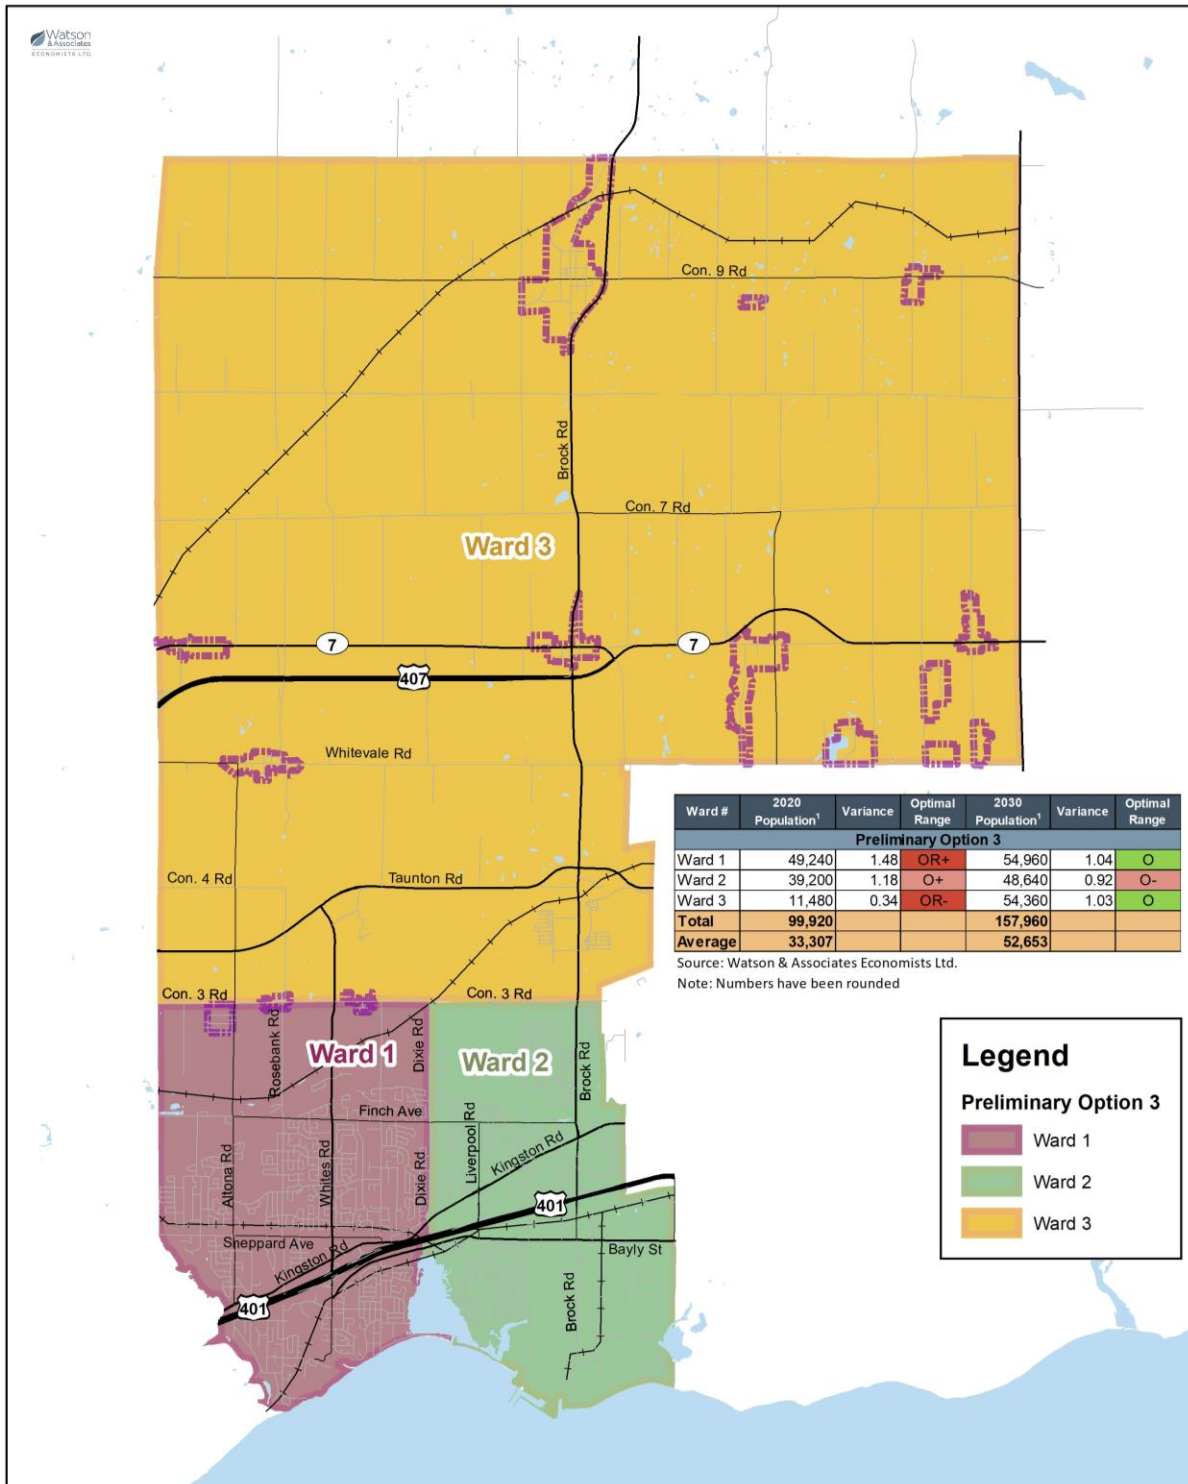 Watson
& Associates
ECONOMISTS LTD.
Con. 9 Rd
Brock Rd
Con. 7 Rd
Ward 3
7
7
407
Whitevale Rd
Ward # 2020 Population¹ Variance Optimal Range 2030 Population¹ Variance Optimal Range
Preliminary Option 3
Ward 1 49,240 1.48 OR+ 54,960 1.04 O
Ward 2 39,200 1.18 O+ 48,640 0.92 O-
Ward 3 11,480 0.34 OR- 54,360 1.03 O
Total 99,920 157,960
Average 33,307 52,653
Source: Watson & Associates Economists Ltd.
Note: Numbers have been rounded
Con. 4 Rd
Taunton Rd
Con. 3 Rd
Con. 3 Rd
Rosebank Rd
Ward 1
Dixie Rd
Ward 2
Brock Rd
Finch Ave
Altona Rd
Whites Rd
Dixie Rd
Liverpool Rd
Kingston Rd
401
Sheppard Ave
Kingston Rd
Bayly St
401
Brock Rd
Legend
Preliminary Option 3
Ward 1
Ward 2
Ward 3